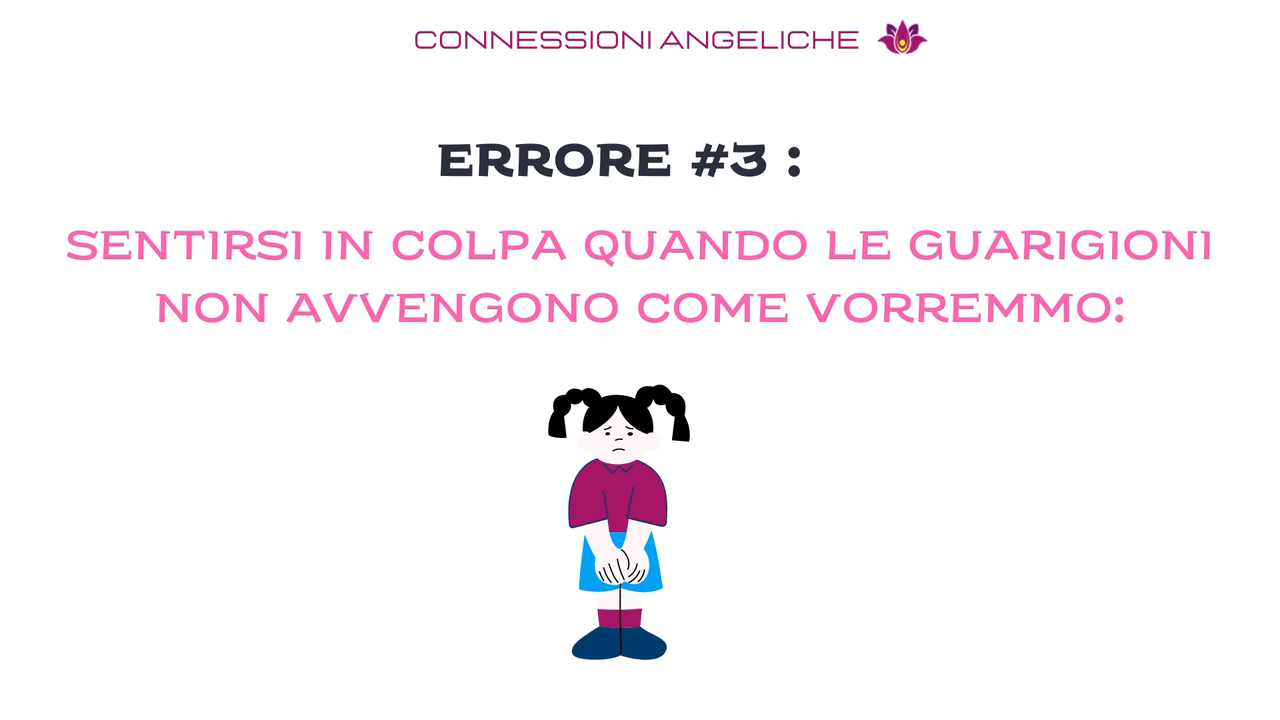 CONNESSIONI ANGELICHE
ERRORE #3 :
SENTIRSI IN COLPA QUANDO LE GUARIGIONI
NON AVVENGONO COME VORREMMO: